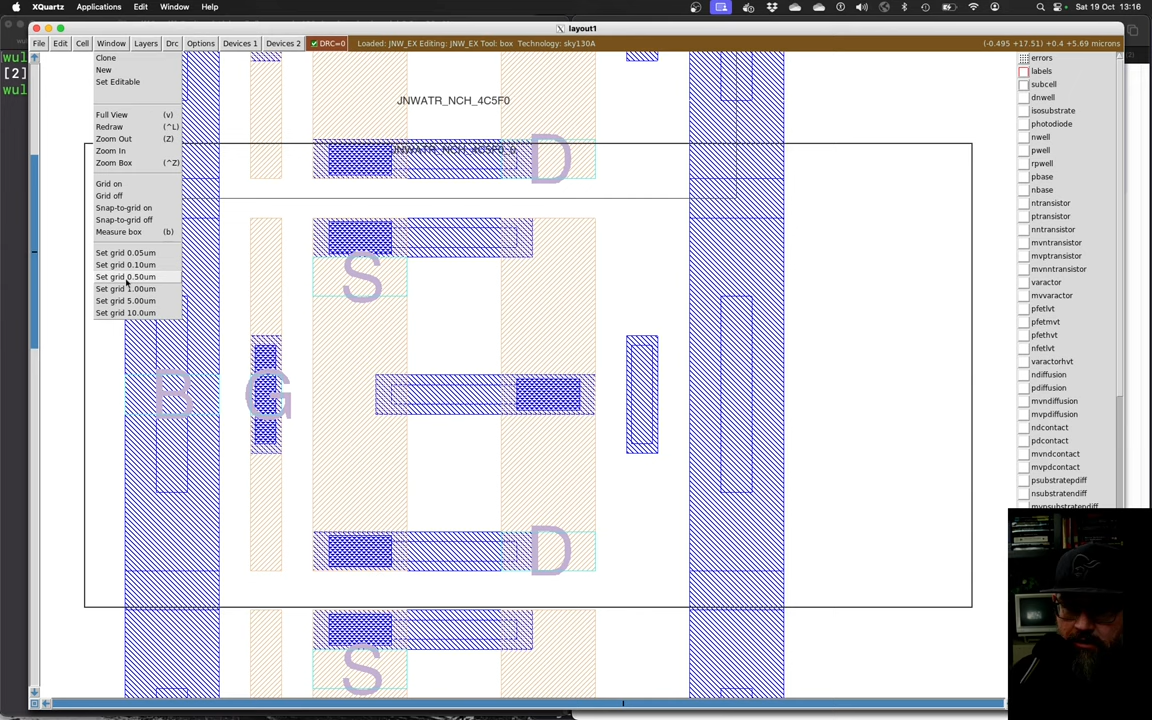 XQuartz Applications Edit Window Help Sat 19 Oct 13:16
layout1
File Edit Cell Window Layers Drc Options Devices 1 Devices 2 DRC=0 Loaded: JNW_EX Editing: JNW_EX Tool: box Technology: sky130A (-0.495 +17.51) +0.4 +5.69 microns
wul
[2]
wul
Clone
New
Set Editable
Full View (v)
Redraw (^L)
Zoom Out (Z)
Zoom In
Zoom Box (^Z)
Grid on
Grid off
Snap-to-grid on
Snap-to-grid off
Measure box (b)
Set grid 0.05um
Set grid 0.10um
Set grid 0.50um
Set grid 1.00um
Set grid 5.00um
Set grid 10.0um
JNWATR_NCH_4C5F0
JNWATR_NCH_4C5F0_0
D
S
B
G
D
S
errors
labels
subcell
dnwell
isosubstrate
photodiode
nwell
pwell
rpwell
pbase
nbase
ntransistor
ptransistor
nntransistor
mvntransistor
mvptransistor
mvnntransistor
varactor
mvvaractor
pfetlvt
pfetmvt
pfethvt
nfetlvt
varactorhvt
ndiffusion
pdiffusion
mvndiffusion
mvpdiffusion
ndcontact
pdcontact
mvndcontact
mvpdcontact
psubstratepdiff
nsubstratendiff
mvpsubstratepdiff